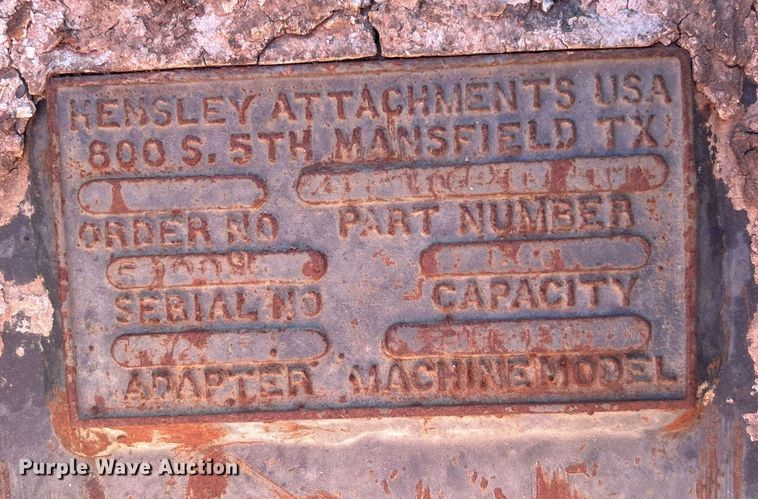 HENSLEY ATTACHMENTS USA
800 S. 5TH MANSFIELD TX
ORDER NO PART NUMBER
SERIAL NO CAPACITY
ADAPTER MACHINE MODEL
Purple Wave Auction